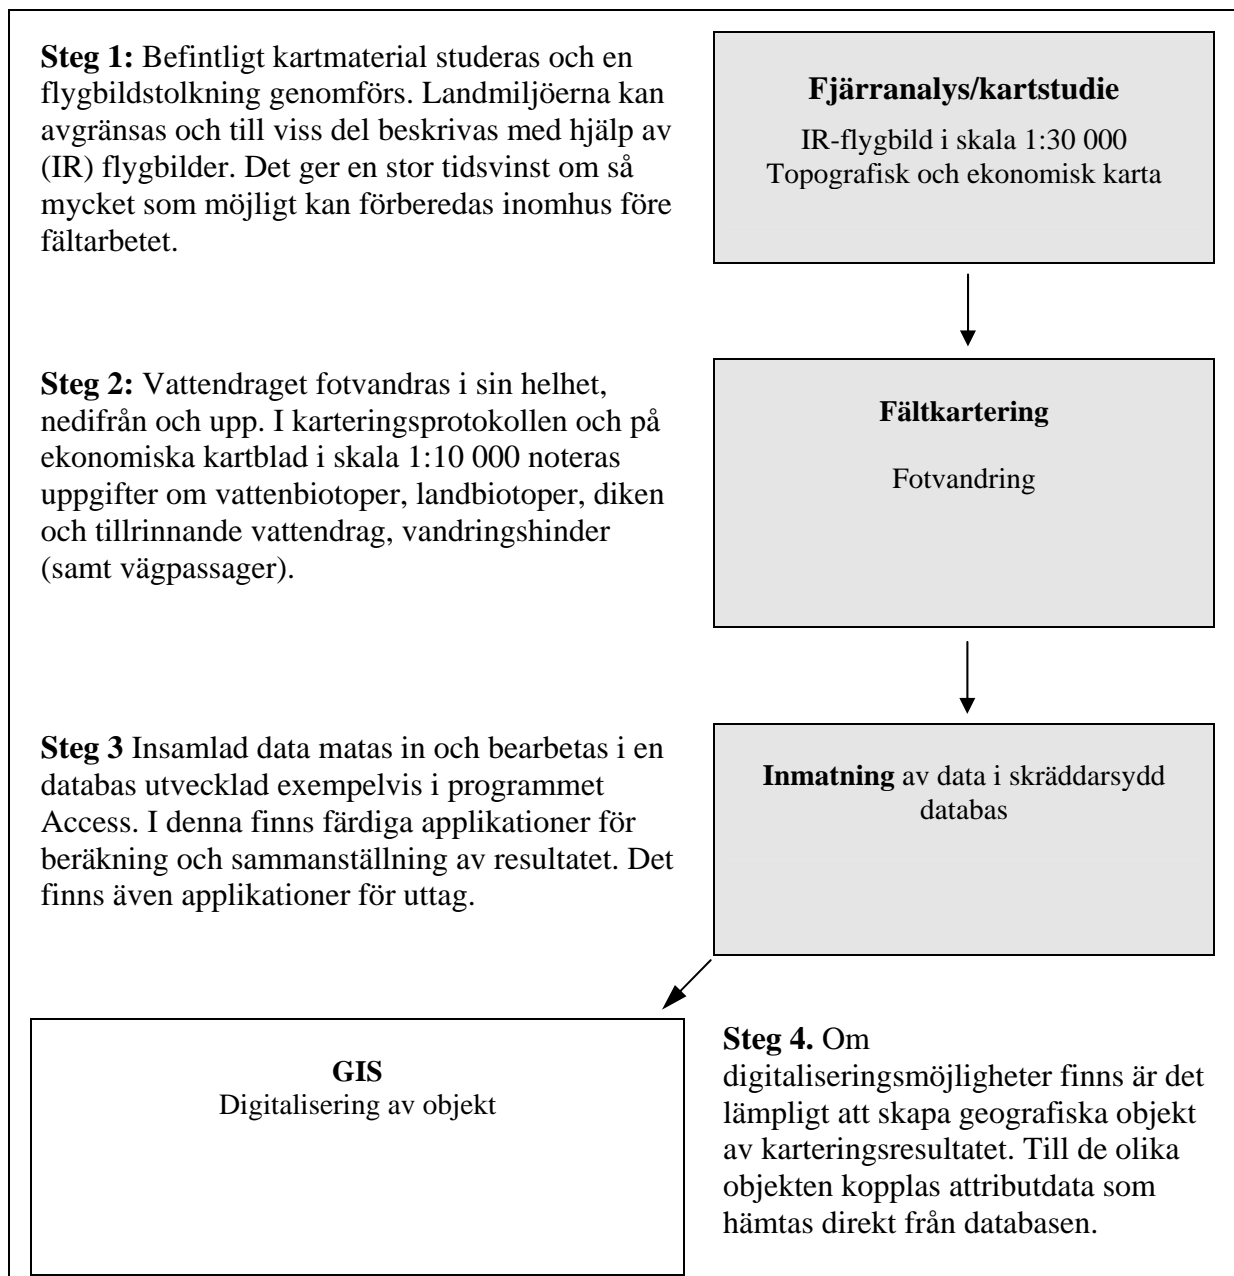 Steg 1: Befintligt kartmaterial studeras och en
flygbildstolkning genomförs. Landmiljöerna kan
avgränsas och till viss del beskrivas med hjälp av
(IR) flygbilder. Det ger en stor tidsvinst om så
mycket som möjligt kan förberedas inomhus före
fältarbetet.
Fjärranalys/kartstudie
IR-flygbild i skala 1:30 000
Topografisk och ekonomisk karta
Steg 2: Vattendraget fotvandras i sin helhet,
nedifrån och upp. I karteringsprotokollen och på
ekonomiska kartblad i skala 1:10 000 noteras
uppgifter om vattenbiotoper, landbiotoper, diken
och tillrinnande vattendrag, vandringshinder
(samt vägpassager).
Fältkartering
Fotvandring
Steg 3 Insamlad data matas in och bearbetas i en
databas utvecklad exempelvis i programmet
Access. I denna finns färdiga applikationer för
beräkning och sammanställning av resultatet. Det
finns även applikationer för uttag.
Inmatning av data i skräddarsydd
databas
GIS
Digitalisering av objekt
Steg 4. Om
digitaliseringsmöjligheter finns är det
lämpligt att skapa geografiska objekt
av karteringsresultatet. Till de olika
objekten kopplas attributdata som
hämtas direkt från databasen.